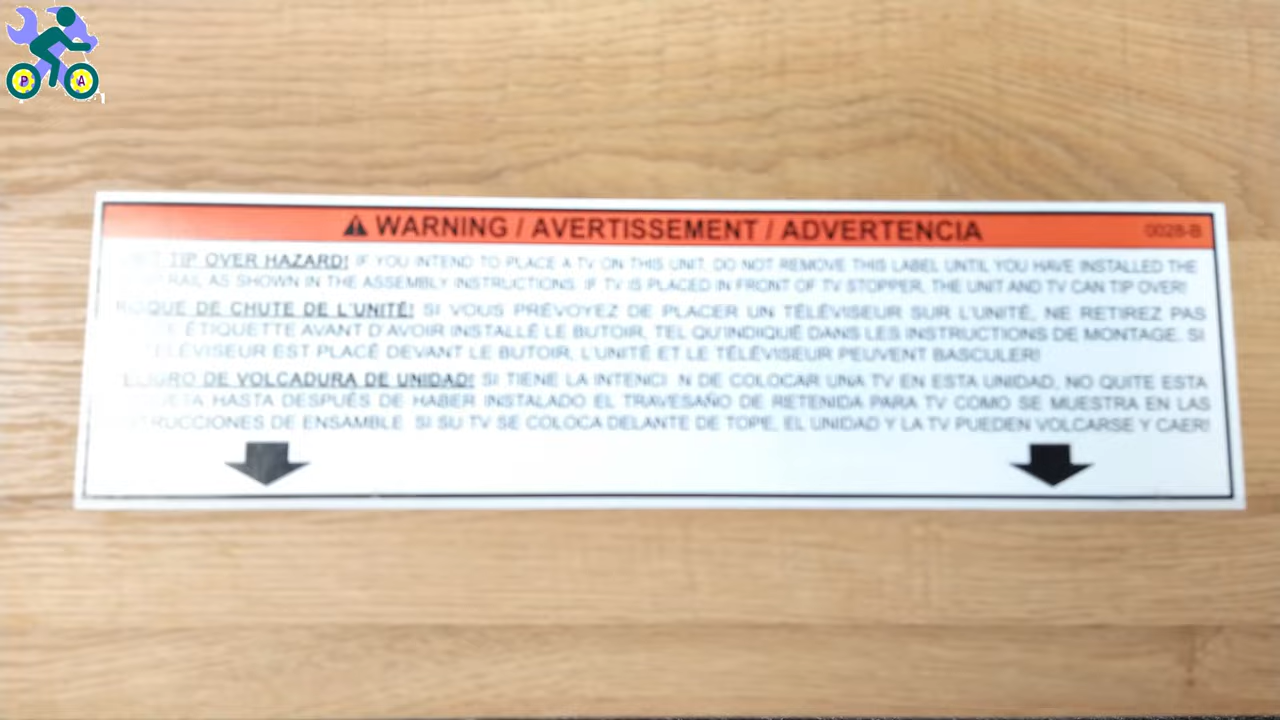 P A
WARNING / AVERTISSEMENT / ADVERTENCIA 0028-B
TIP OVER HAZARD! IF YOU INTEND TO PLACE A TV ON THIS UNIT, DO NOT REMOVE THIS LABEL UNTIL YOU HAVE INSTALLED THE
RAIL AS SHOWN IN THE ASSEMBLY INSTRUCTIONS. IF TV IS PLACED IN FRONT OF TV STOPPER, THE UNIT AND TV CAN TIP OVER!
DE CHUTE DE L'UNITÉ! SI VOUS PRÉVOYEZ DE PLACER UN TÉLÉVISEUR SUR L'UNITÉ, NE RETIREZ PAS
ÉTIQUETTE AVANT D'AVOIR INSTALLÉ LE BUTOIR, TEL QU'INDIQUÉ DANS LES INSTRUCTIONS DE MONTAGE. SI
EST PLACÉ DEVANT LE BUTOIR, L'UNITÉ ET LE TÉLÉVISEUR PEUVENT BASCULER!
DE VOLCADURA DE UNIDAD! SI TIENE LA DE COLOCAR UNA TV EN ESTA UNIDAD, NO QUITE ESTA
HASTA DESPUÉS DE HABER INSTALADO EL TRAVESAÑO DE RETENIDA PARA TV COMO SE MUESTRA EN LAS
DE ENSAMBLE. SI SU TV SE COLOCA DELANTE DE TOPE, EL UNIDAD Y LA TV PUEDEN VOLCARSE Y CAER!